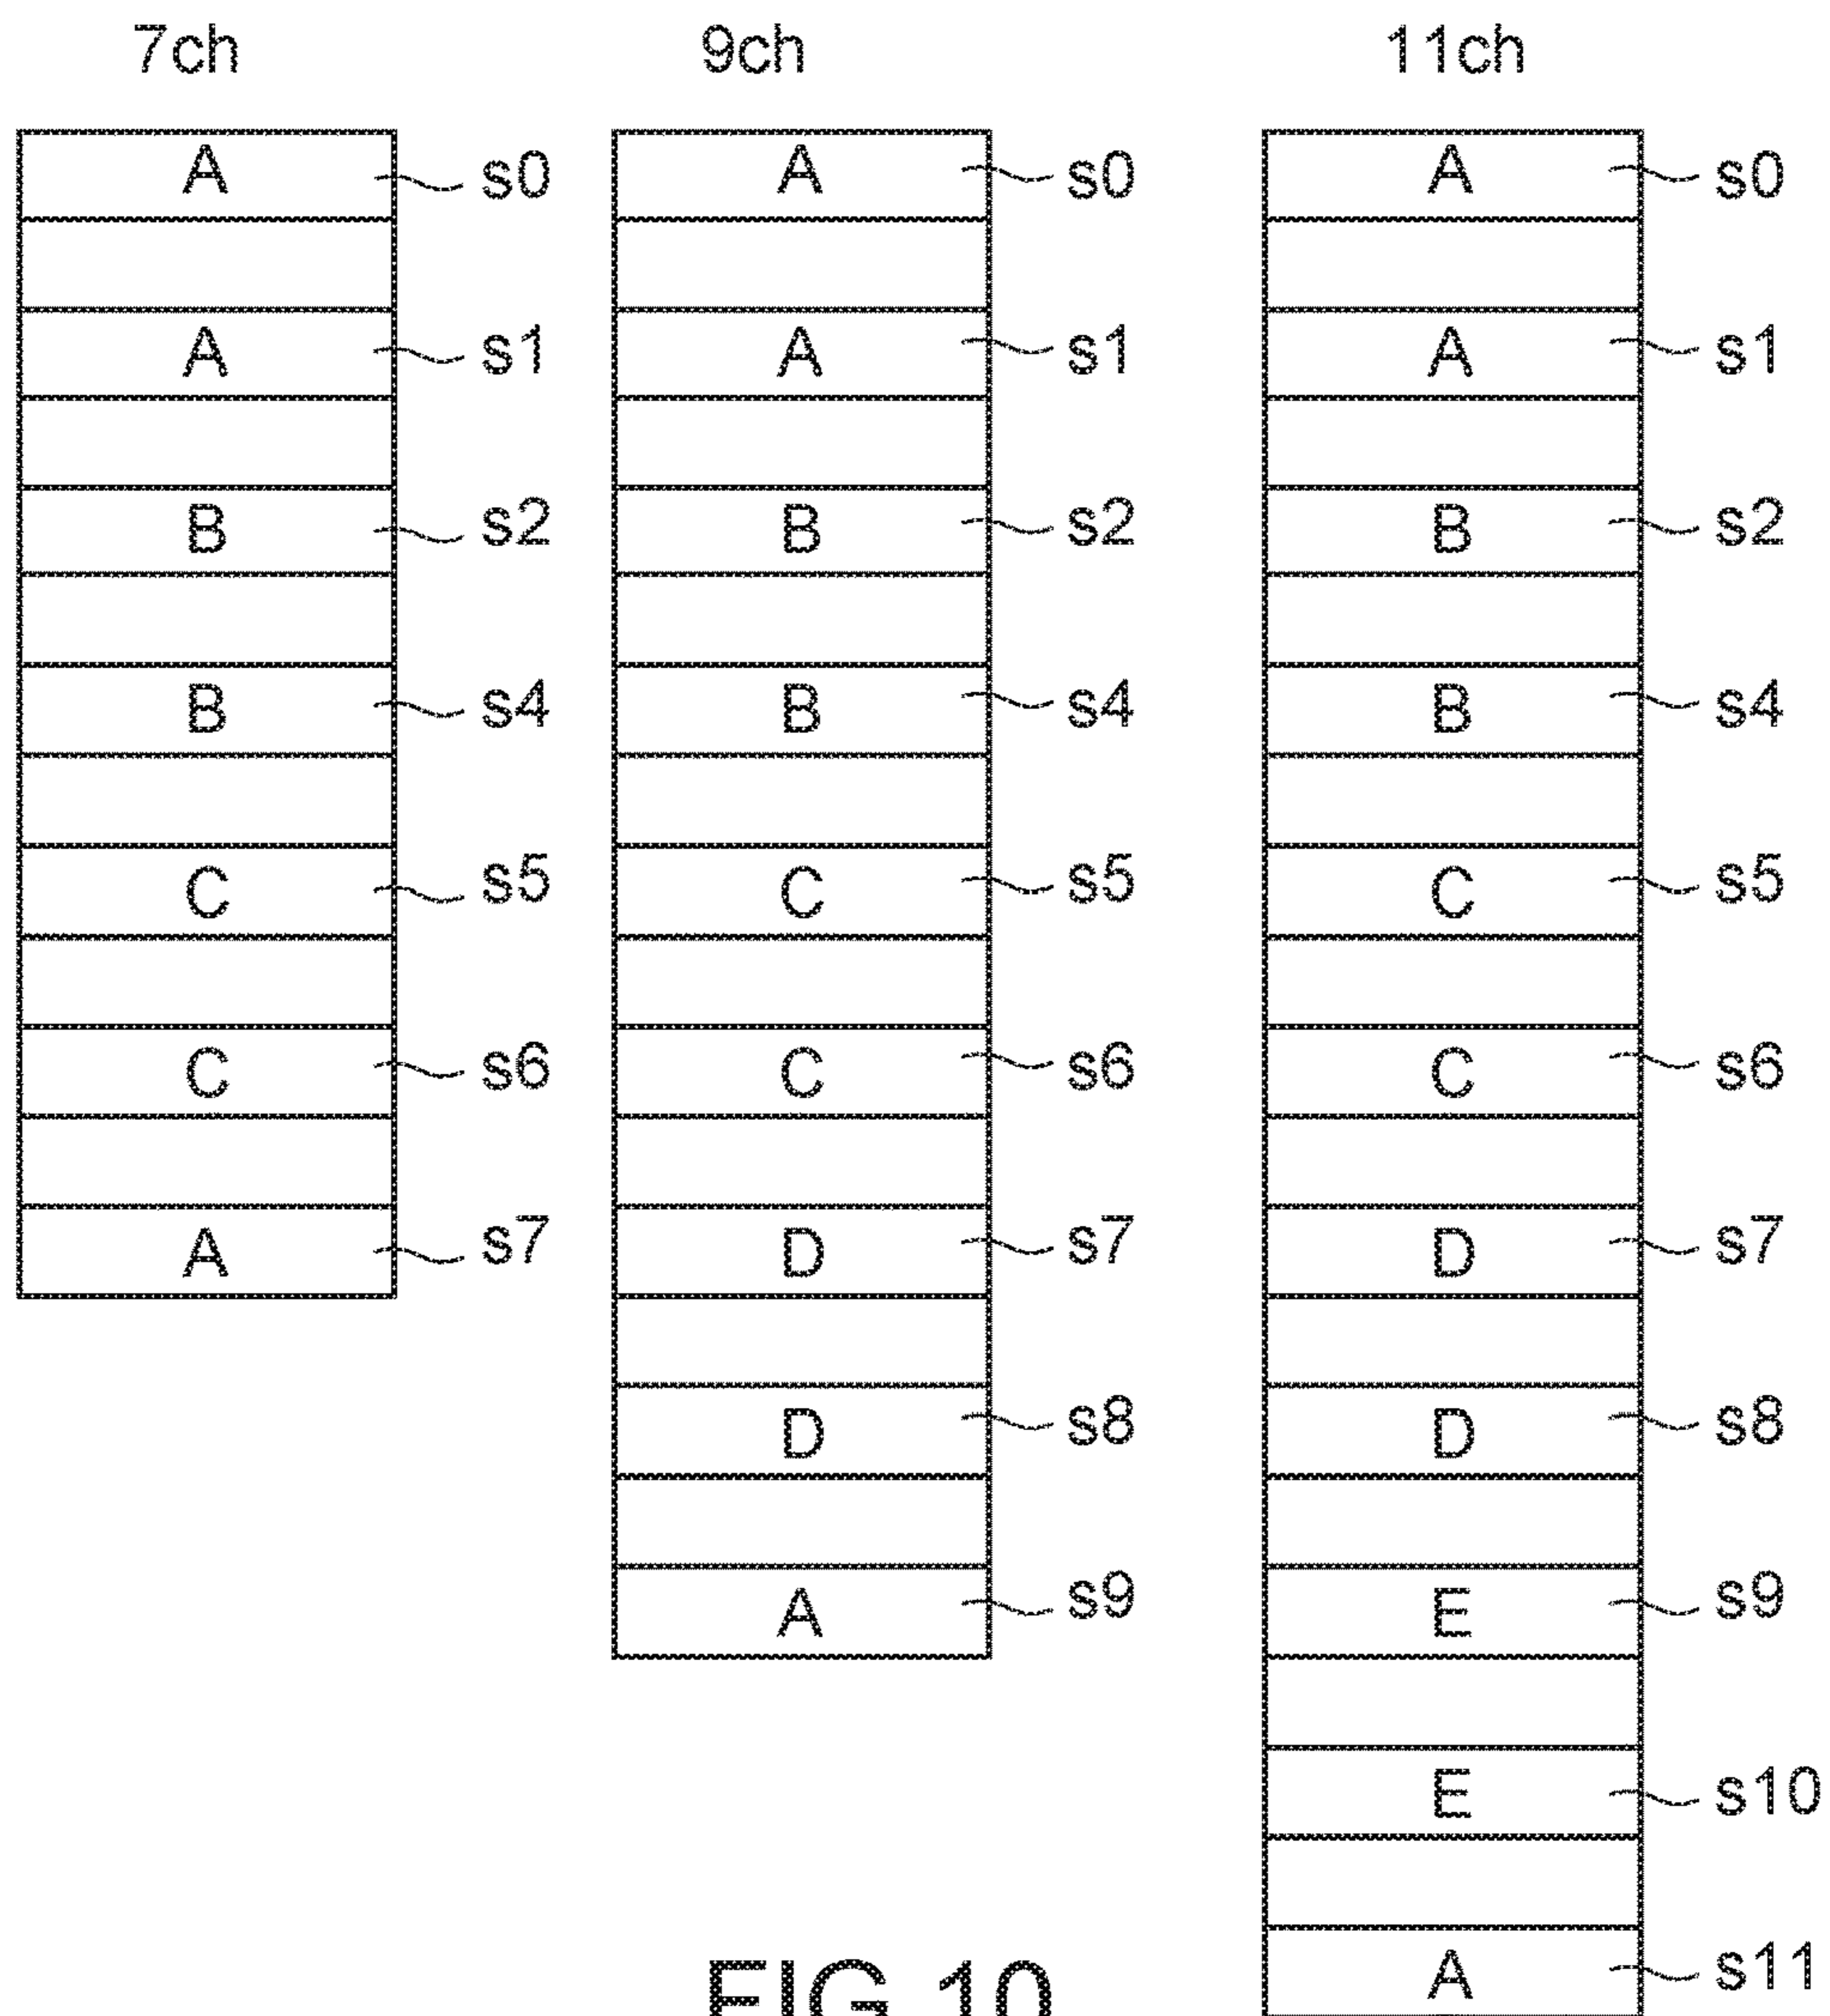 7ch 9ch 11ch
A s0 A s0 A s0
A s1 A s1 A s1
B s2 B s2 B s2
B s4 B s4 B s4
C s5 C s5 C s5
C s6 C s6 C s6
A s7 D s7 D s7
D s8 D s8
A s9 E s9
E s10
A s11
FIG 10